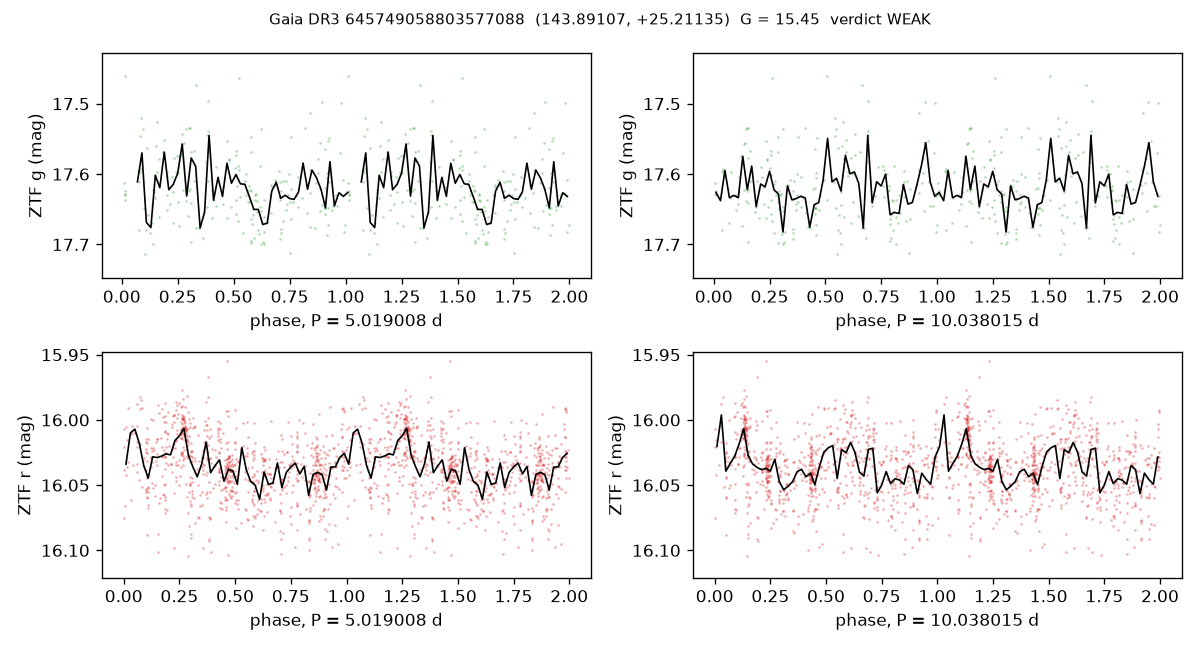 Gaia DR3 645749058803577088  (143.89107, +25.21135)  G = 15.45  verdict WEAK
ZTF g (mag)
17.5
17.6
17.7
0.00 0.25 0.50 0.75 1.00 1.25 1.50 1.75 2.00
phase, P = 5.019008 d
ZTF g (mag)
17.5
17.6
17.7
0.00 0.25 0.50 0.75 1.00 1.25 1.50 1.75 2.00
phase, P = 10.038015 d
ZTF r (mag)
15.95
16.00
16.05
16.10
0.00 0.25 0.50 0.75 1.00 1.25 1.50 1.75 2.00
phase, P = 5.019008 d
ZTF r (mag)
15.95
16.00
16.05
16.10
0.00 0.25 0.50 0.75 1.00 1.25 1.50 1.75 2.00
phase, P = 10.038015 d